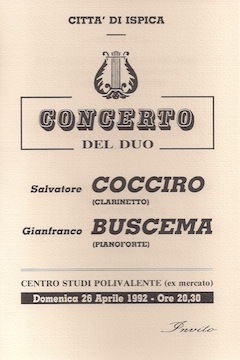 CITTA' DI ISPICA
CONCERTO
DEL DUO
Salvatore COCCIRO
(CLARINETTO)
Gianfranco BUSCEMA
(PIANOFORTE)
CENTRO STUDI POLIVALENTE (ex mercato)
Domenica 26 Aprile 1992 - Ore 20,30
Invito